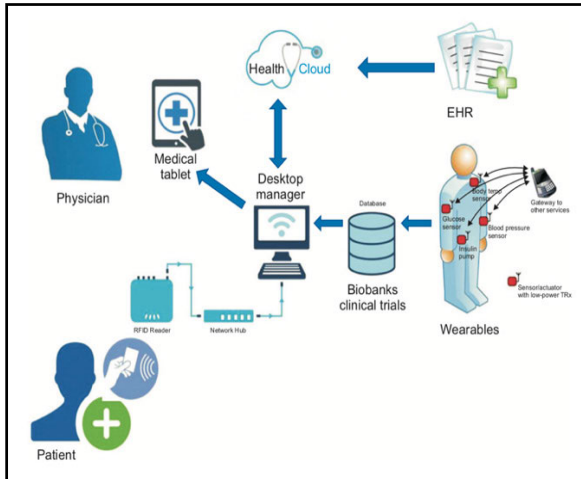 Health Cloud
EHR
Physician
Medical
tablet
Desktop
manager
Database
Biobanks
clinical trials
Body temp
sensor
Glucose
sensor
Blood pressure
sensor
Insulin
pump
Gateway to
other services
Sensor/actuator
with low-power TRx
Wearables
RFID Reader
Network Hub
Patient